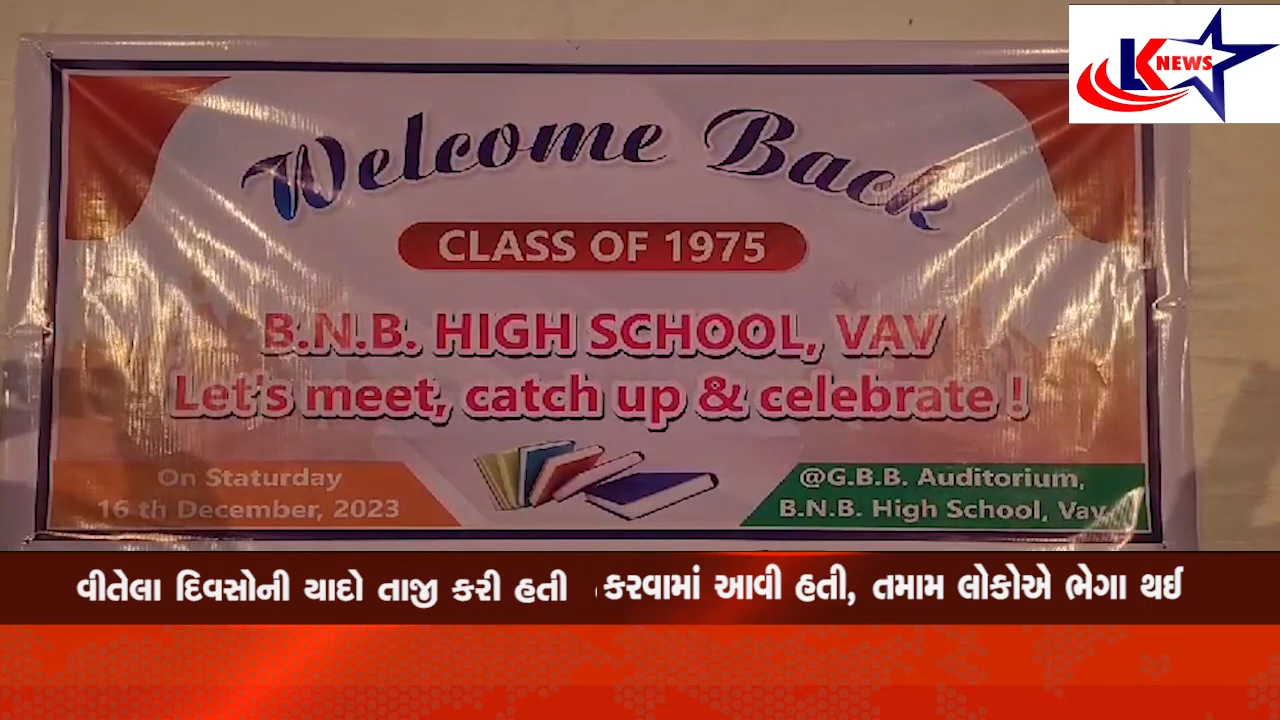 LK NEWS
Welcome Back
CLASS OF 1975
B.N.B. HIGH SCHOOL, VAV
Let's meet, catch up & celebrate !
On Staturday
16 th December, 2023
@G.B.B. Auditorium,
B.N.B. High School, Vav.
વીતેલા દિવસોની યાદો તાજી કરી હતી
કરવામાં આવી હતી, તમામ લોકોએ ભેગા થઈ